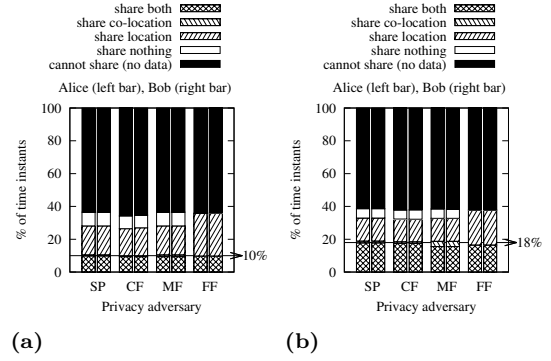 share both
share co-location
share location
share nothing
cannot share (no data)
Alice (left bar), Bob (right bar)
100
80
60
40
20
0
% of time instants
10%
SP CF MF FF
Privacy adversary
(a)
share both
share co-location
share location
share nothing
cannot share (no data)
Alice (left bar), Bob (right bar)
100
80
60
40
20
0
% of time instants
18%
SP CF MF FF
Privacy adversary
(b)